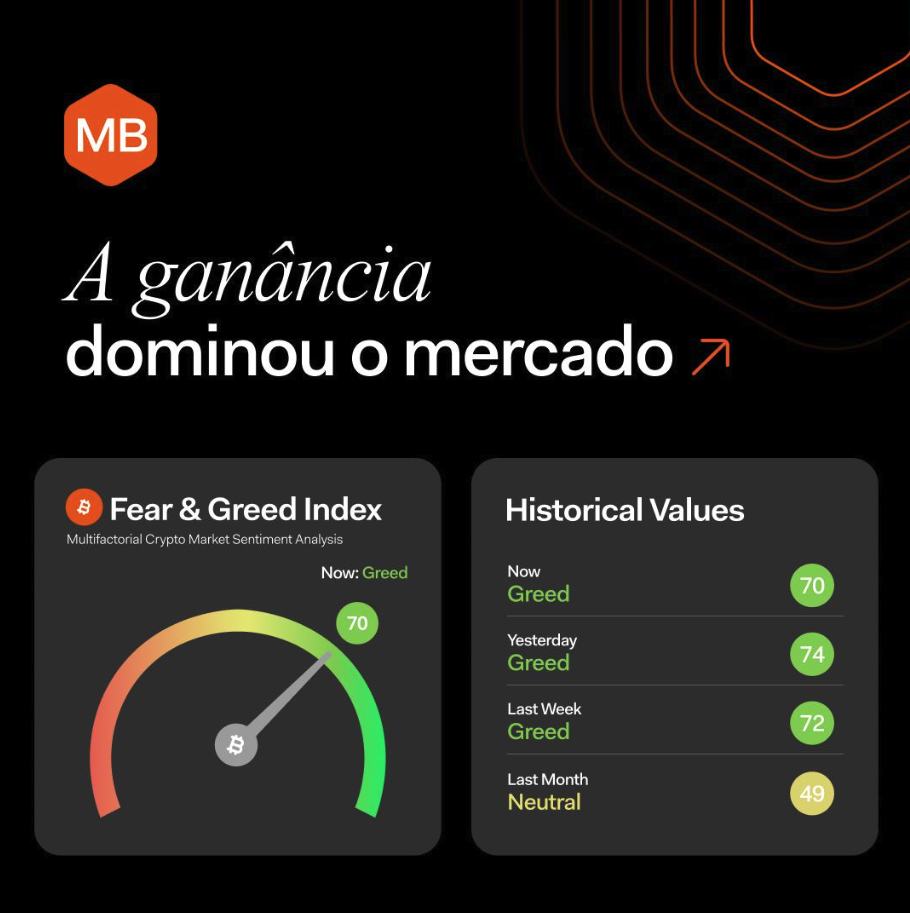 MB
A ganância
dominou o mercado
Fear & Greed Index
Multifactorial Crypto Market Sentiment Analysis
Now: Greed
70
Historical Values
Now
Greed
70
Yesterday
Greed
74
Last Week
Greed
72
Last Month
Neutral
49